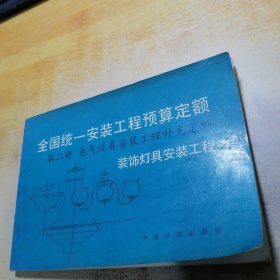 全国统一安装工程预算定额
第二册 电气设备安装工程补充定额
装饰灯具安装工程
中国计划出版社